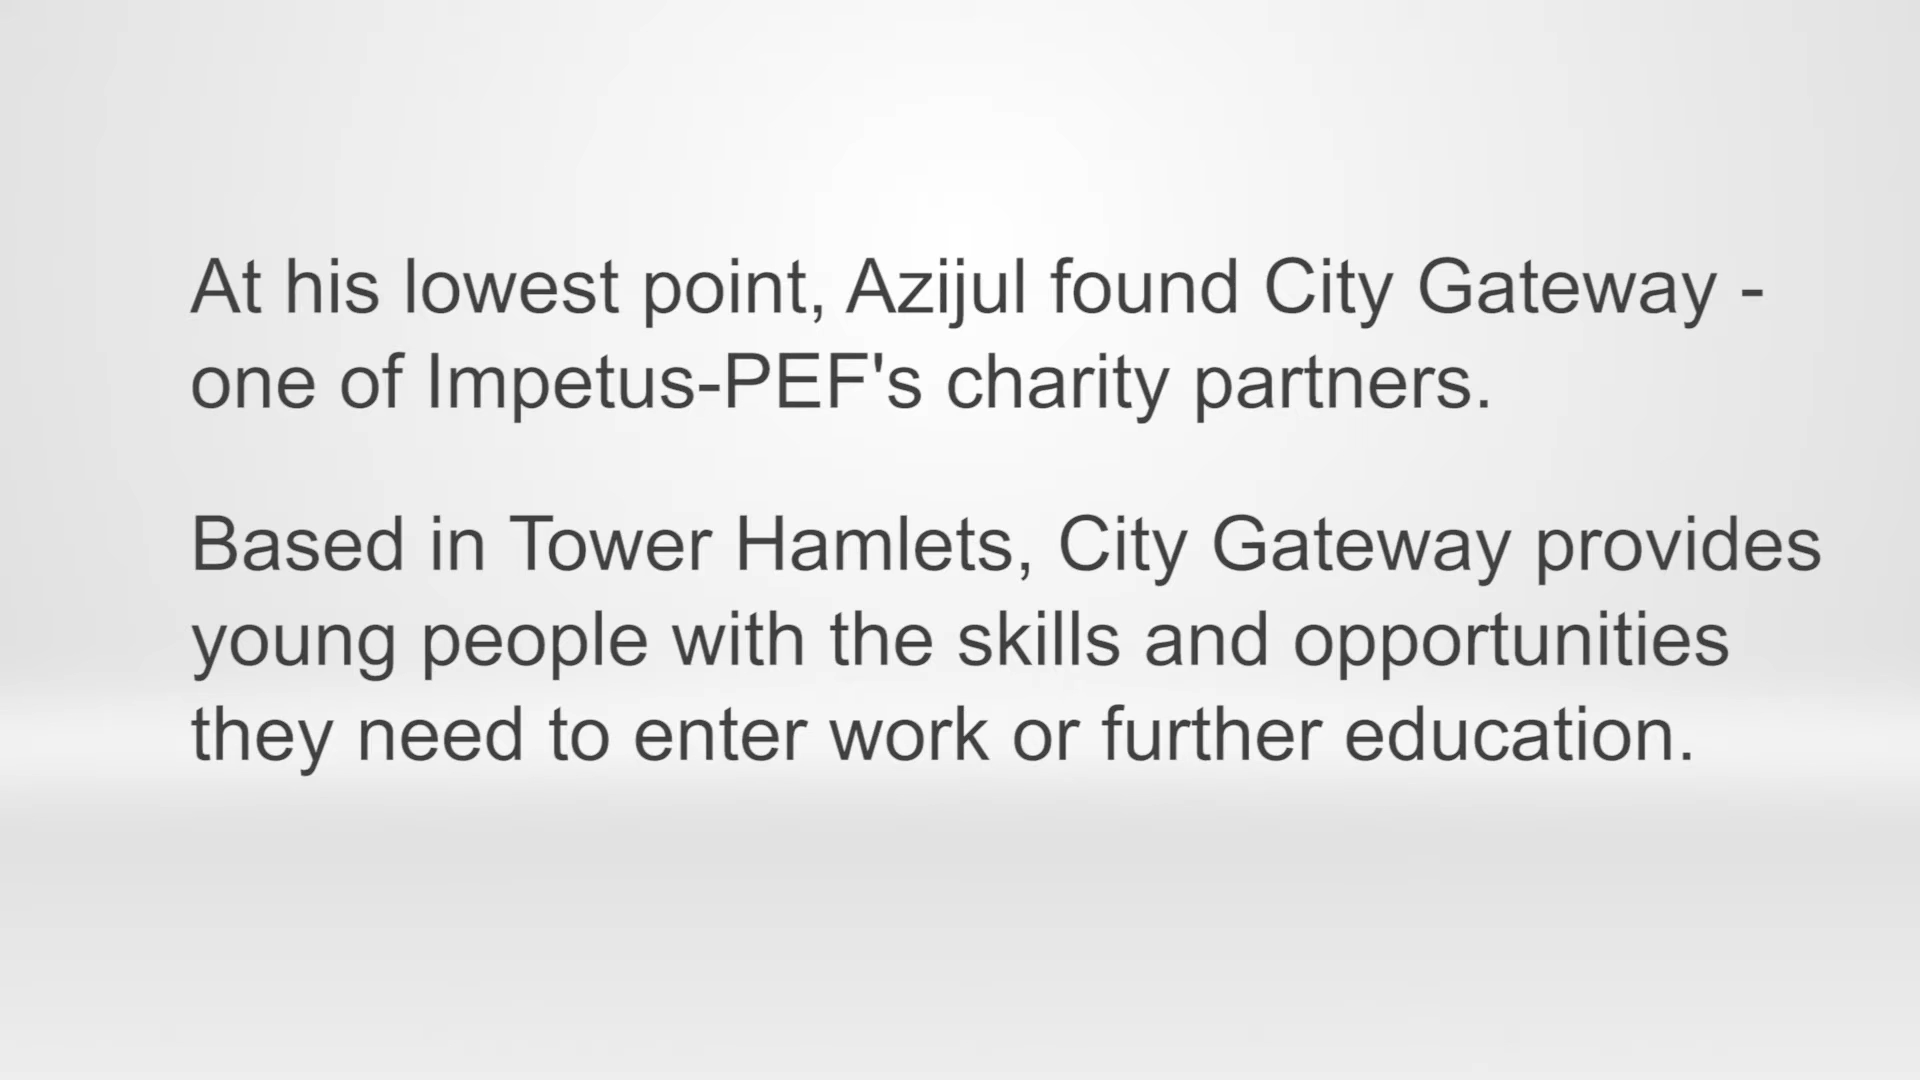 At his lowest point, Azijul found City Gateway -
one of Impetus-PEF's charity partners.
Based in Tower Hamlets, City Gateway provides
young people with the skills and opportunities
they need to enter work or further education.